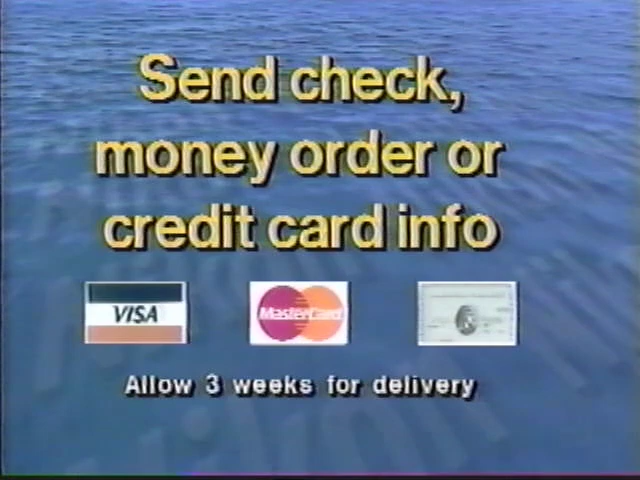 Send check,
money order or
credit card info
VISA
MasterCard
Allow 3 weeks for delivery